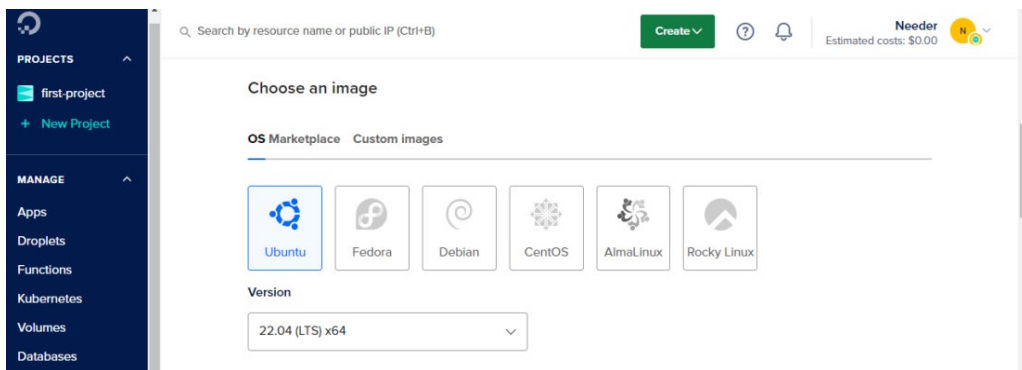 Search by resource name or public IP (Ctrl+B)
Create
?
Needer
Estimated costs: $0.00
N
PROJECTS
first-project
+ New Project
MANAGE
Apps
Droplets
Functions
Kubernetes
Volumes
Databases
Choose an image
OS Marketplace Custom images
Ubuntu
Fedora
Debian
CentOS
AlmaLinux
Rocky Linux
Version
22.04 (LTS) x64